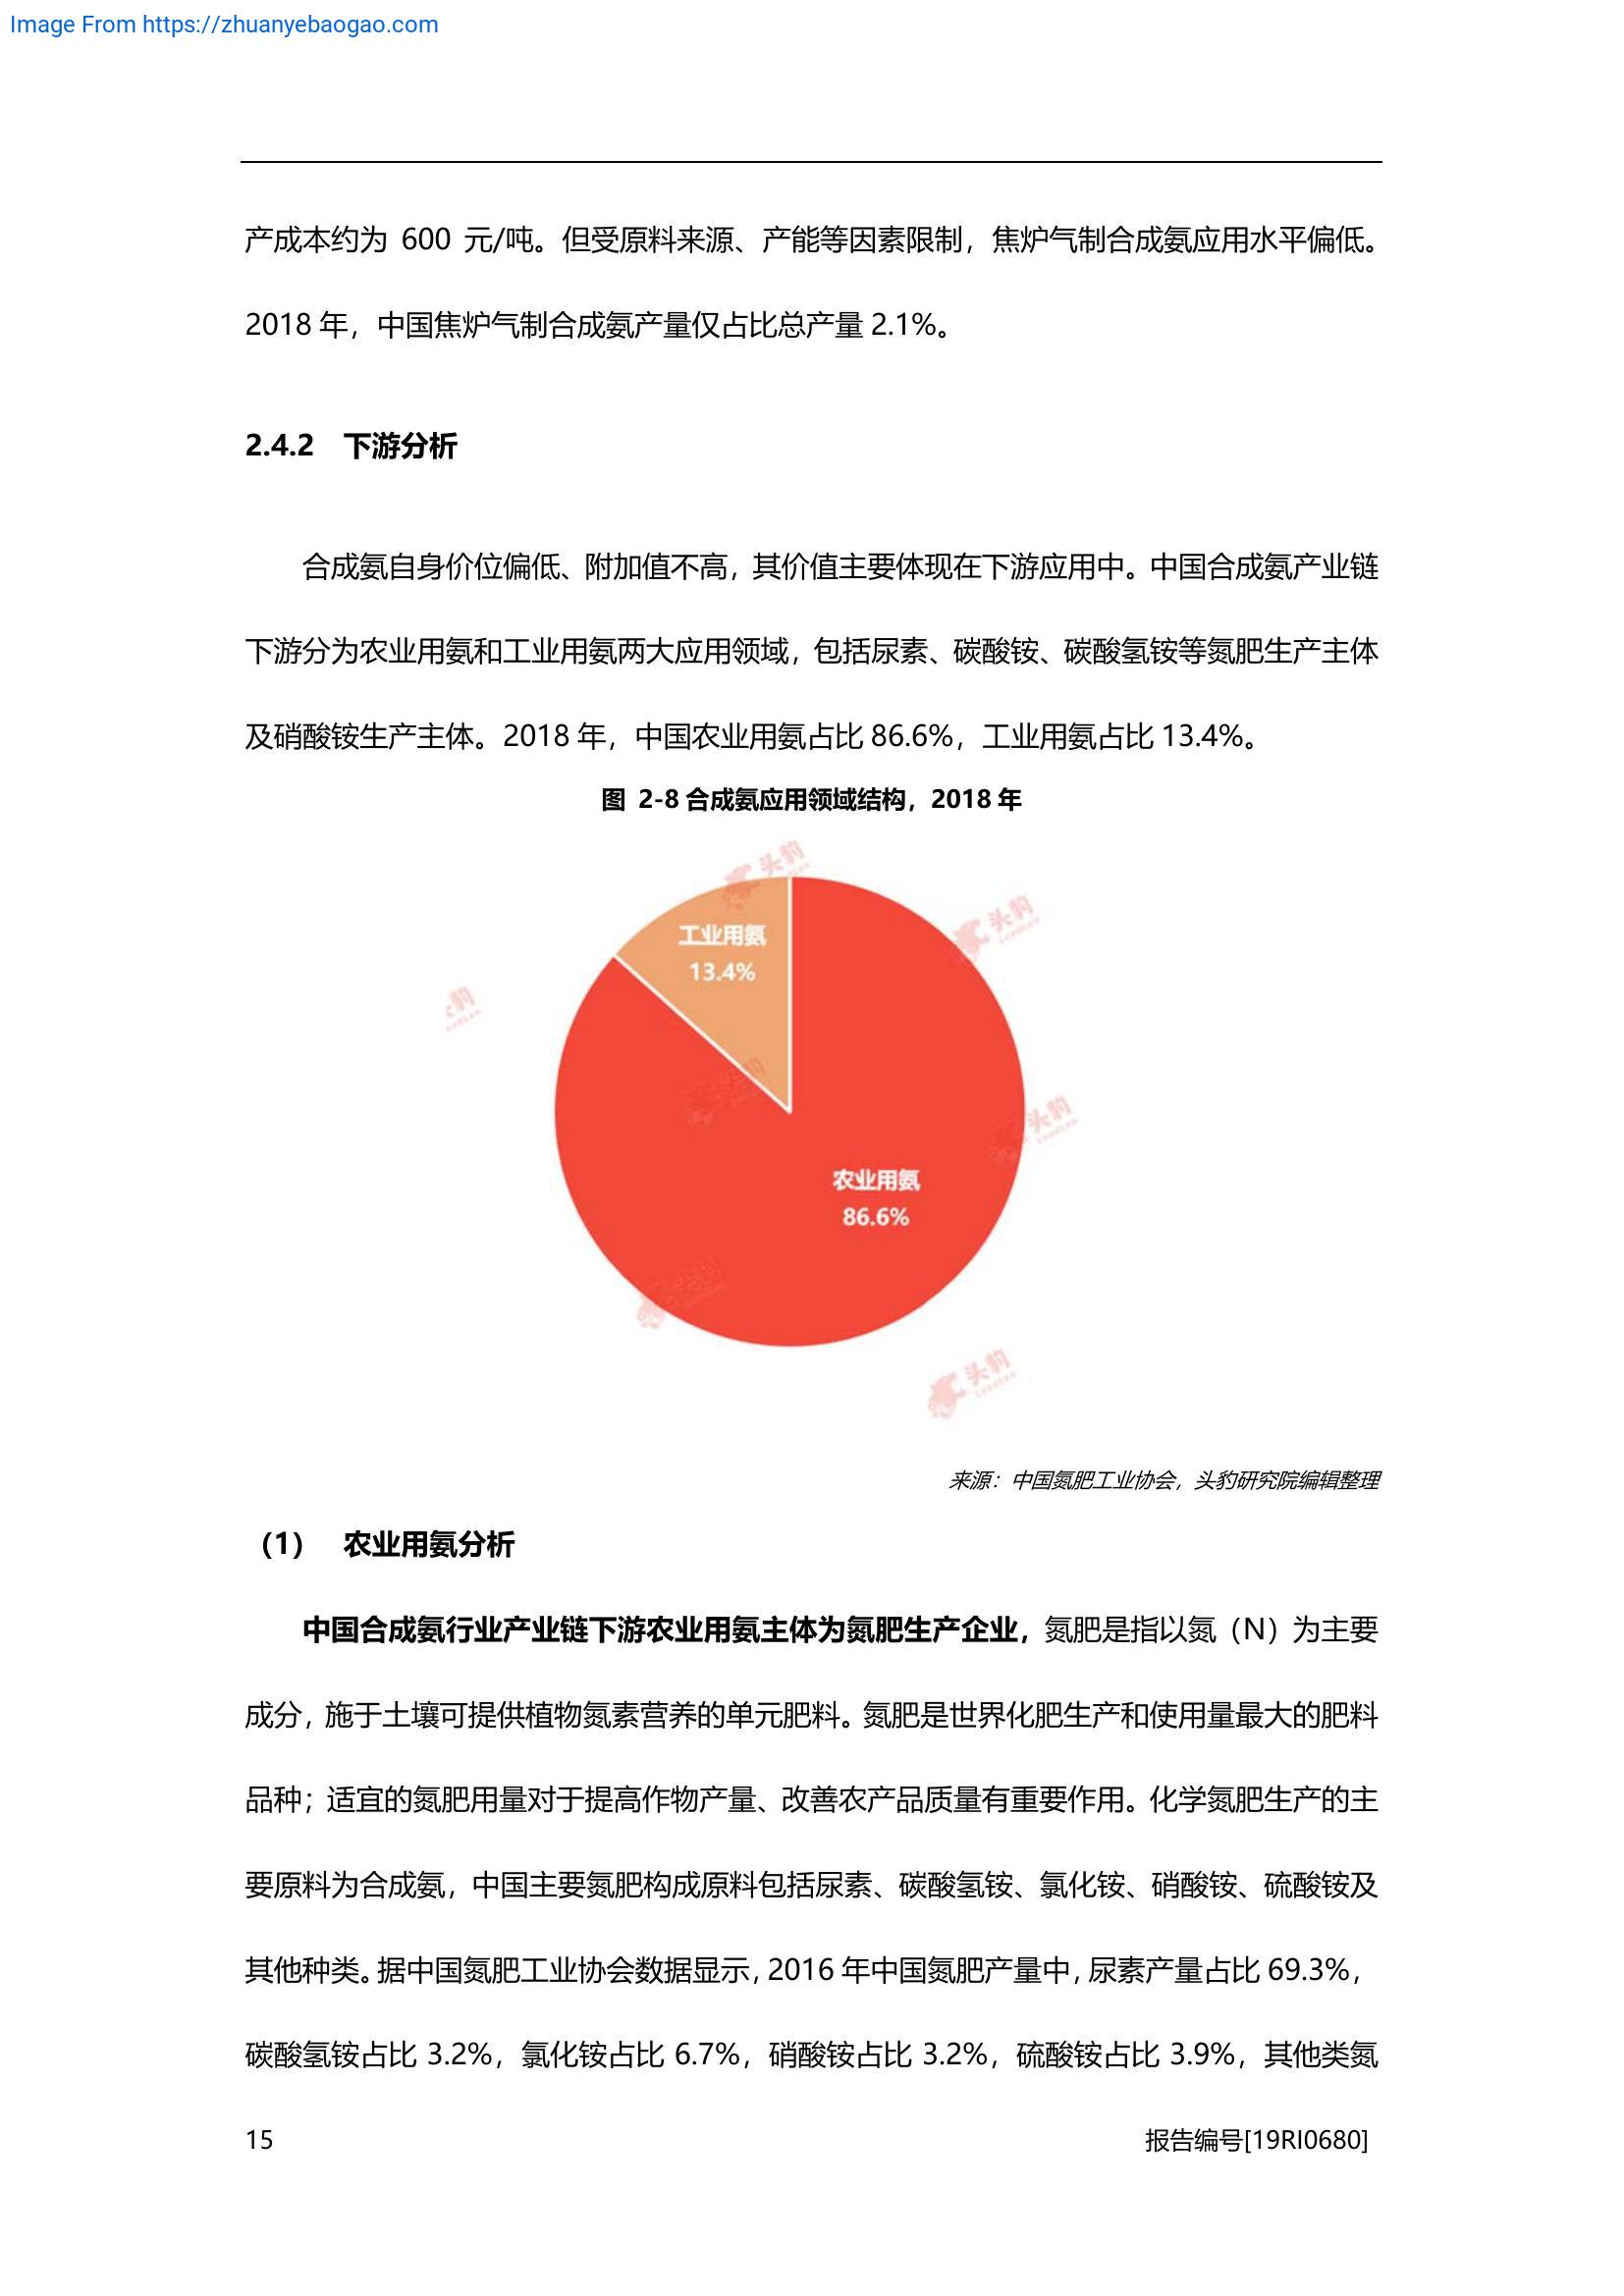 Image From https://zhuanyebaogao.com
产成本约为 600 元/吨。但受原料来源、产能等因素限制，焦炉气制合成氨应用水平偏低。
2018 年，中国焦炉气制合成氨产量仅占比总产量 2.1%。
2.4.2 下游分析
合成氨自身价位偏低、附加值不高，其价值主要体现在下游应用中。中国合成氨产业链
下游分为农业用氨和工业用氨两大应用领域，包括尿素、碳酸铵、碳酸氢铵等氮肥生产主体
及硝酸铵生产主体。2018 年，中国农业用氨占比 86.6%，工业用氨占比 13.4%。
图 2-8 合成氨应用领域结构，2018 年
头豹
头豹
LeadLeo
工业用氨
13.4%
头豹
LeadLeo
农业用氨
86.6%
头豹
头豹
LeadLeo
来源：中国氮肥工业协会，头豹研究院编辑整理
（1） 农业用氨分析
中国合成氨行业产业链下游农业用氨主体为氮肥生产企业，氮肥是指以氮（N）为主要
成分，施于土壤可提供植物氮素营养的单元肥料。氮肥是世界化肥生产和使用量最大的肥料
品种；适宜的氮肥用量对于提高作物产量、改善农产品质量有重要作用。化学氮肥生产的主
要原料为合成氨，中国主要氮肥构成原料包括尿素、碳酸氢铵、氯化铵、硝酸铵、硫酸铵及
其他种类。据中国氮肥工业协会数据显示，2016 年中国氮肥产量中，尿素产量占比 69.3%，
碳酸氢铵占比 3.2%，氯化铵占比 6.7%，硝酸铵占比 3.2%，硫酸铵占比 3.9%，其他类氮
15
报告编号[19RI0680]